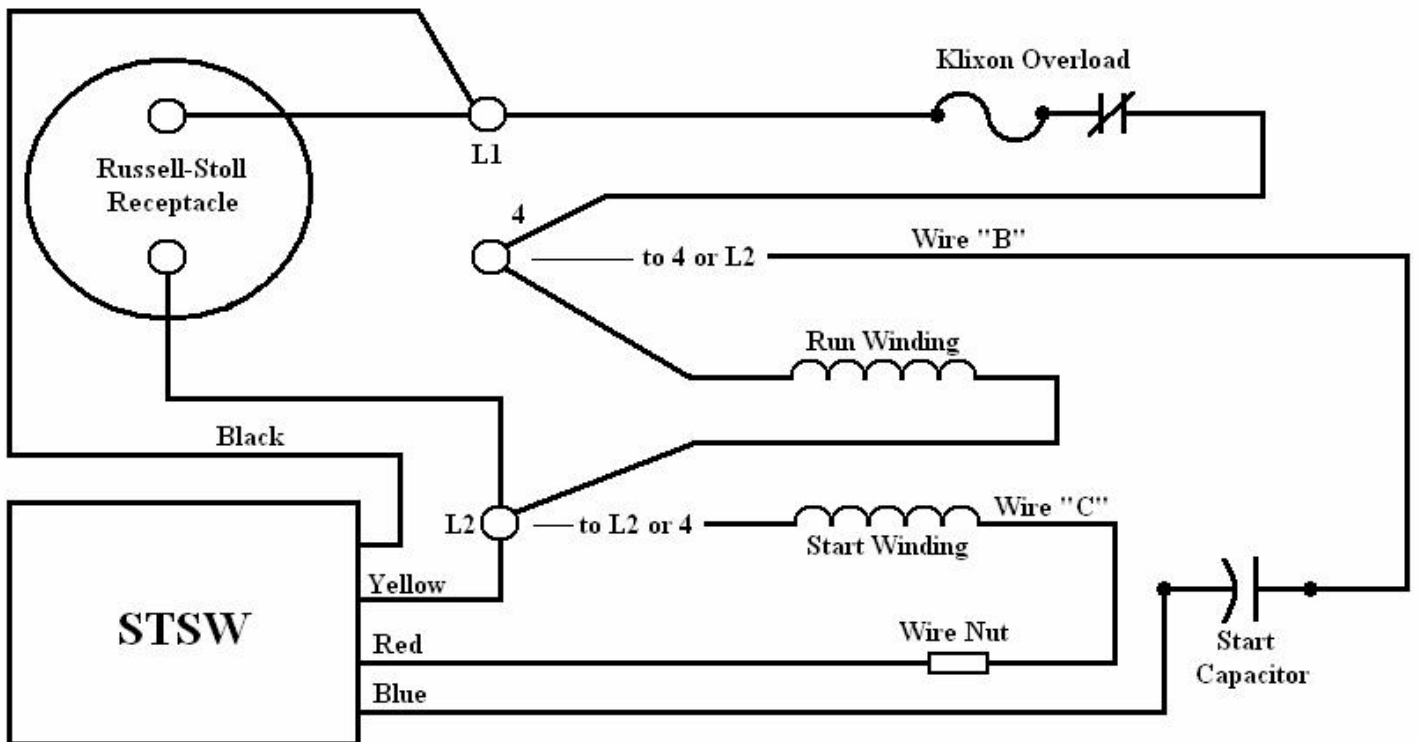 Klixon Overload
L1
Russell-Stoll
Receptacle
4
Wire "B"
to 4 or L2
Run Winding
Black
Wire "C"
L2
to L2 or 4
Start Winding
Yellow
STSW
Wire Nut
Red
Start
Capacitor
Blue